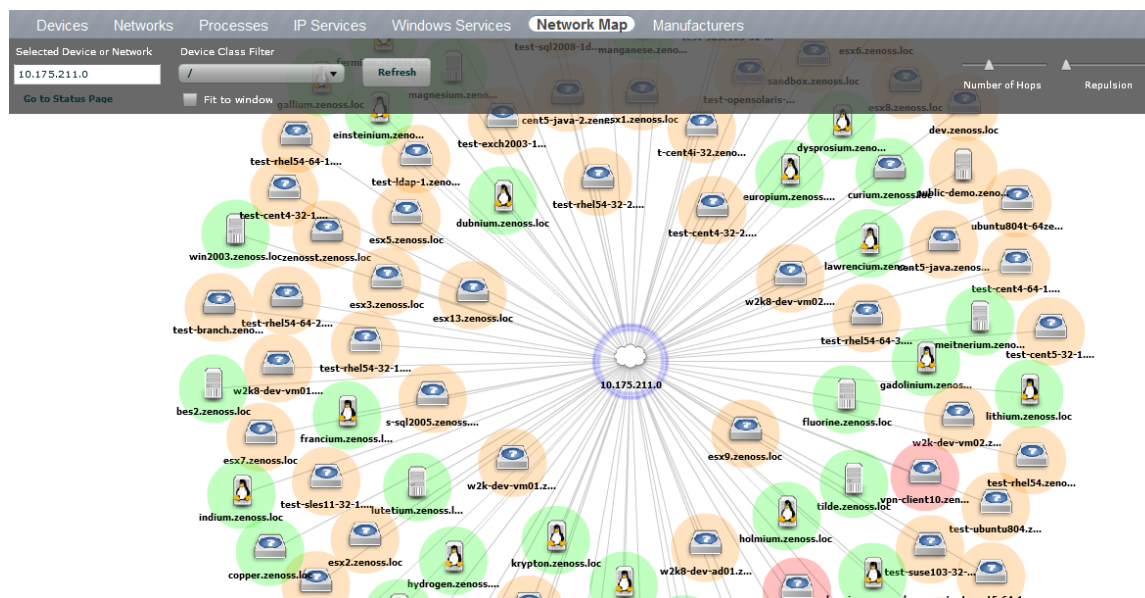 Devices Networks Processes IP Services Windows Services Network Map Manufacturers
Selected Device or Network Device Class Filter
10.175.211.0 / Refresh
Number of Hops Repulsion
Go to Status Page Fit to window
test-sql2008-1d... manganese.zeno...
esx6.zenoss.loc
sandbox.zenoss.loc
magnesium.zeno...
test-opensolaris-...
gallium.zenoss.loc
esx8.zenoss.loc
cent5-java-2.zenoss esx1.zenoss.loc
einsteinium.zeno...
dev.zenoss.loc
test-exch2003-1...
t-cent4i-32.zeno...
dysprosium.zeno...
test-rhel54-64-1....
test-ldap-1.zeno...
europium.zenoss....
curium.zenoss.loc
public-demo.zeno...
test-rhel54-32-2....
test-cent4-32-1....
dubnium.zenoss.loc
test-cent4-32-2....
ubuntu804t-64ze...
esx5.zenoss.loc
win2003.zenoss.loc
zenosst.zenoss.loc
lawrencium.zeno...
cent5-java.zenos...
test-cent4-64-1....
esx3.zenoss.loc
w2k8-dev-vm02....
esx13.zenoss.loc
test-branch.zeno...
test-rhel54-64-2....
test-rhel54-64-3....
meitnerium.zeno...
test-cent5-32-1....
test-rhel54-32-1....
10.175.211.0
gadolinium.zenos...
w2k8-dev-vm01....
bes2.zenoss.loc
lithium.zenoss.loc
s-sql2005.zenoss....
fluorine.zenoss.loc
francium.zenoss.l...
w2k-dev-vm02.z...
esx7.zenoss.loc
esx9.zenoss.loc
w2k-dev-vm01.z...
test-rhel54.zeno...
vpn-client10.zen...
test-sles11-32-1....
tilde.zenoss.loc
indium.zenoss.loc
lutetium.zenoss.l...
test-ubuntu804.z...
holmium.zenoss.loc
esx2.zenoss.loc
krypton.zenoss.loc
w2k8-dev-ad01.z...
test-suse103-32-...
copper.zenoss.loc
hydrogen.zenoss....